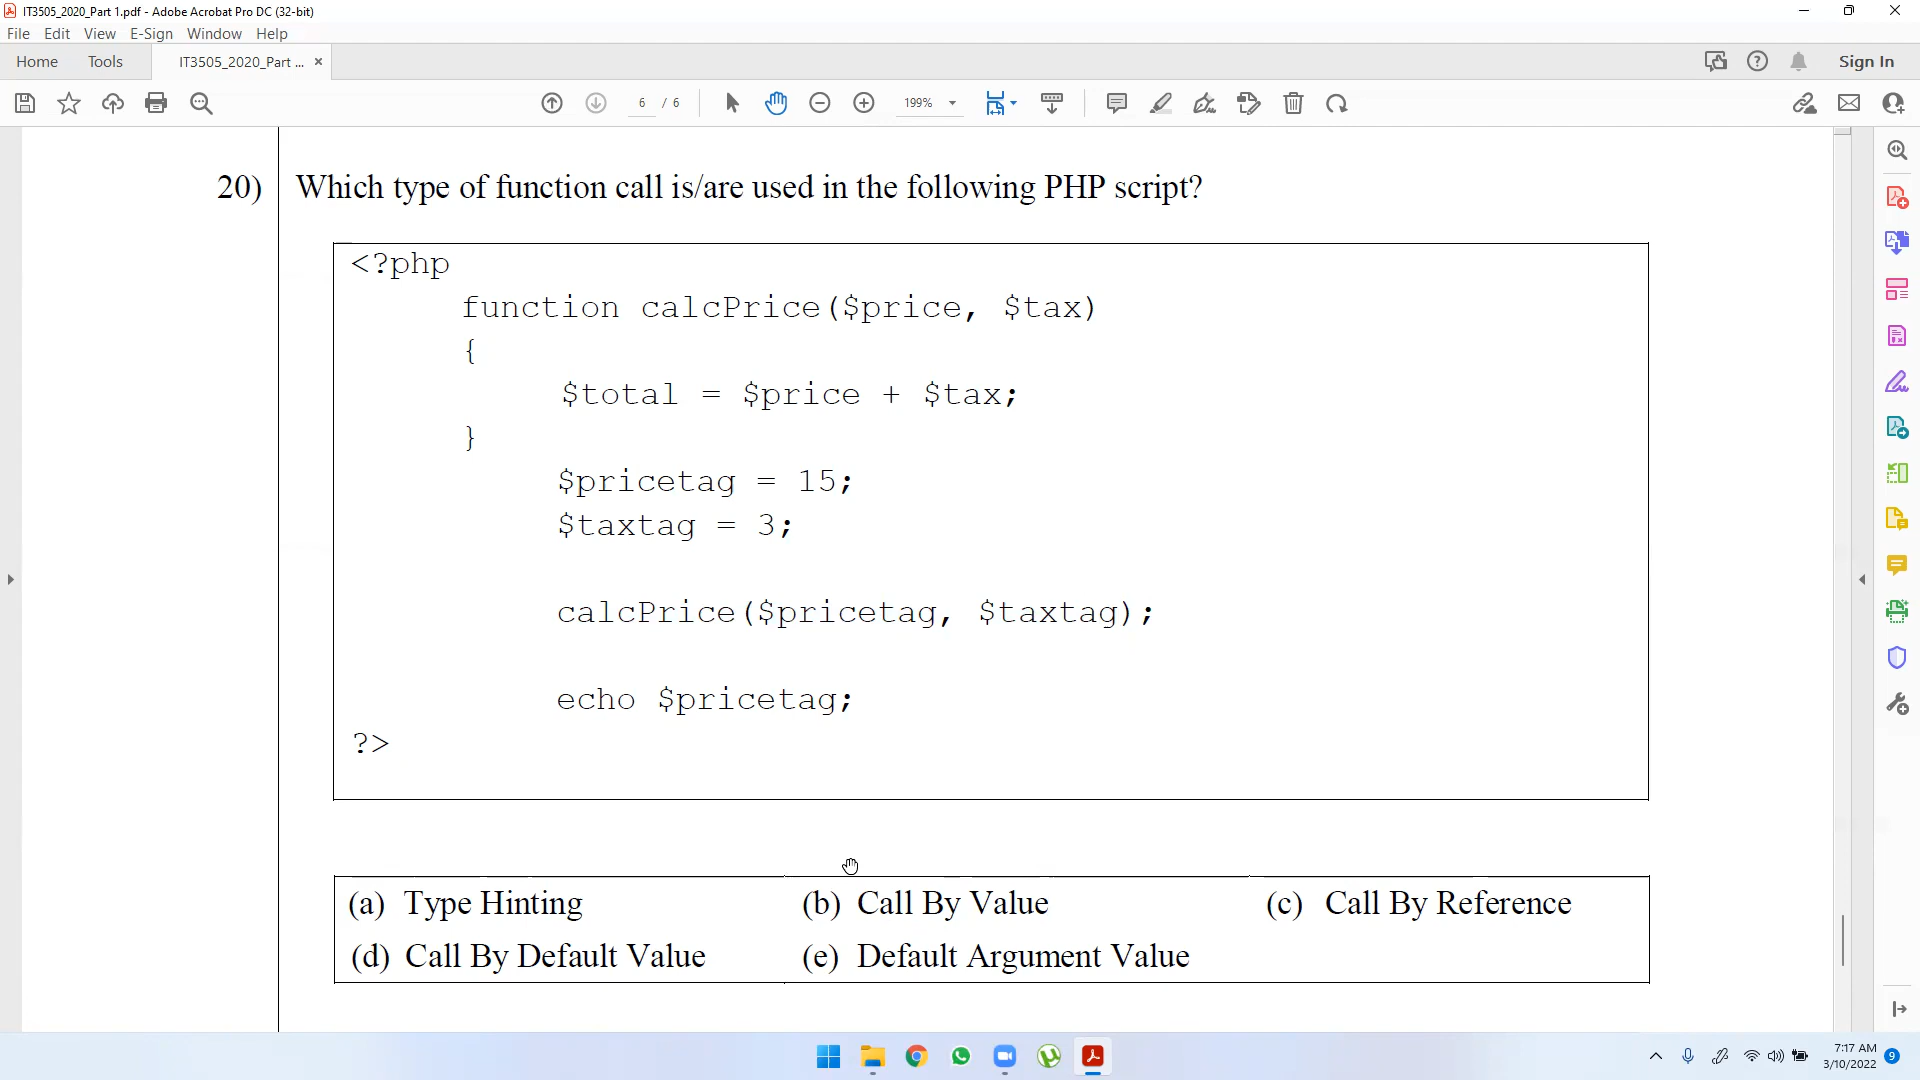 IT3505_2020_Part 1.pdf - Adobe Acrobat Pro DC (32-bit)
File Edit View E-Sign Window Help
Home Tools IT3505_2020_Part ... × Sign In
6 / 6 199%
20) Which type of function call is/are used in the following PHP script?
<?php
function calcPrice($price, $tax)
{
$total = $price + $tax;
}
$pricetag = 15;
$taxtag = 3;
calcPrice($pricetag, $taxtag);
echo $pricetag;
?>
(a) Type Hinting (b) Call By Value (c) Call By Reference
(d) Call By Default Value (e) Default Argument Value
7:17 AM
3/10/2022 9